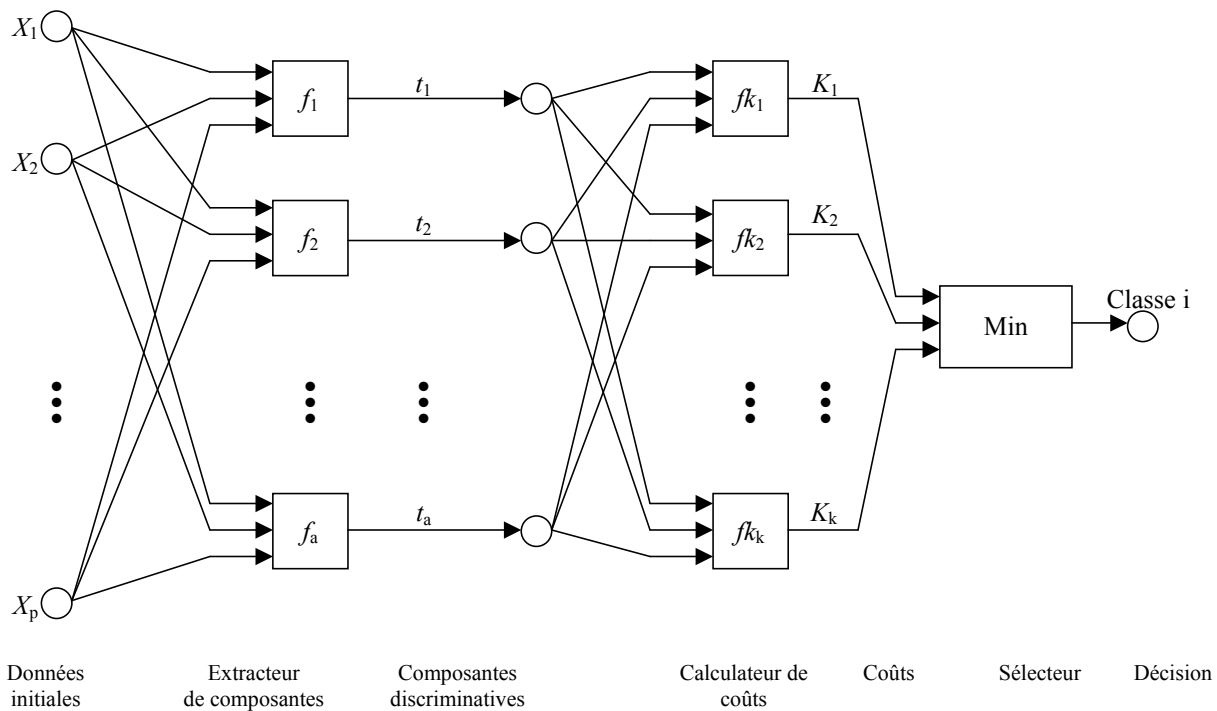 X1
f1
t1
fk1
K1
X2
f2
t2
fk2
K2
Min
Classe i
Xp
fa
ta
fkk
Kk
Données
initiales
Extracteur
de composantes
Composantes
discriminatives
Calculateur de
coûts
Coûts
Sélecteur
Décision